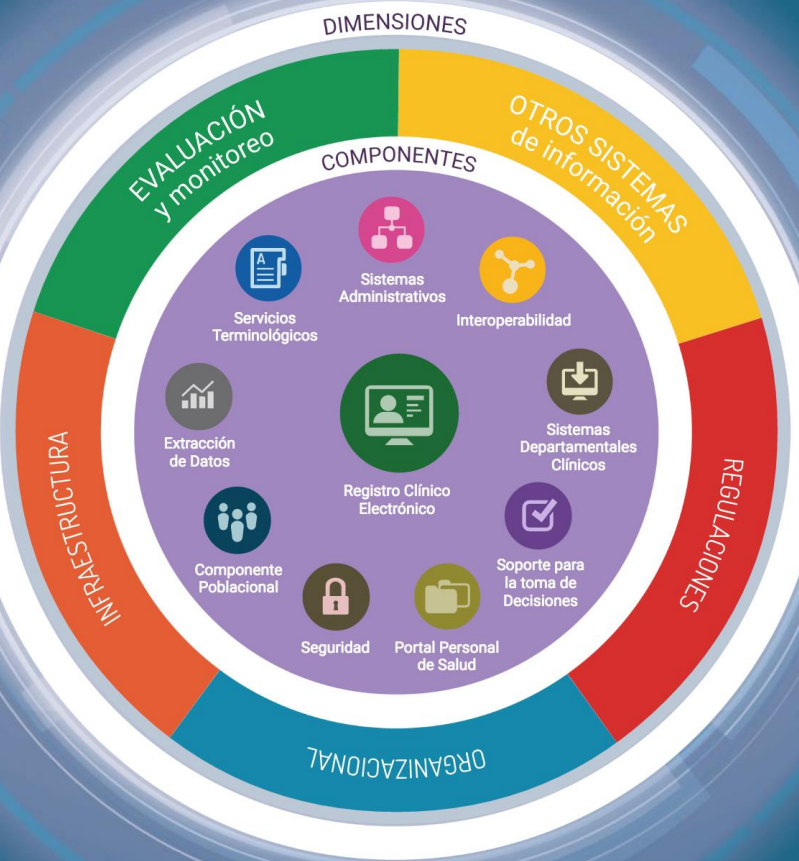 DIMENSIONES
EVALUACIÓN
y monitoreo
OTROS SISTEMAS
de información
COMPONENTES
Sistemas
Administrativos
Servicios
Terminológicos
Interoperabilidad
Extracción
de Datos
Registro Clínico
Electrónico
Sistemas
Departamentales
Clínicos
Componente
Poblacional
Soporte para
la toma de
Decisiones
Seguridad
Portal Personal
de Salud
INFRAESTRUCTURA
REGULACIONES
ORGANIZACIONAL
A